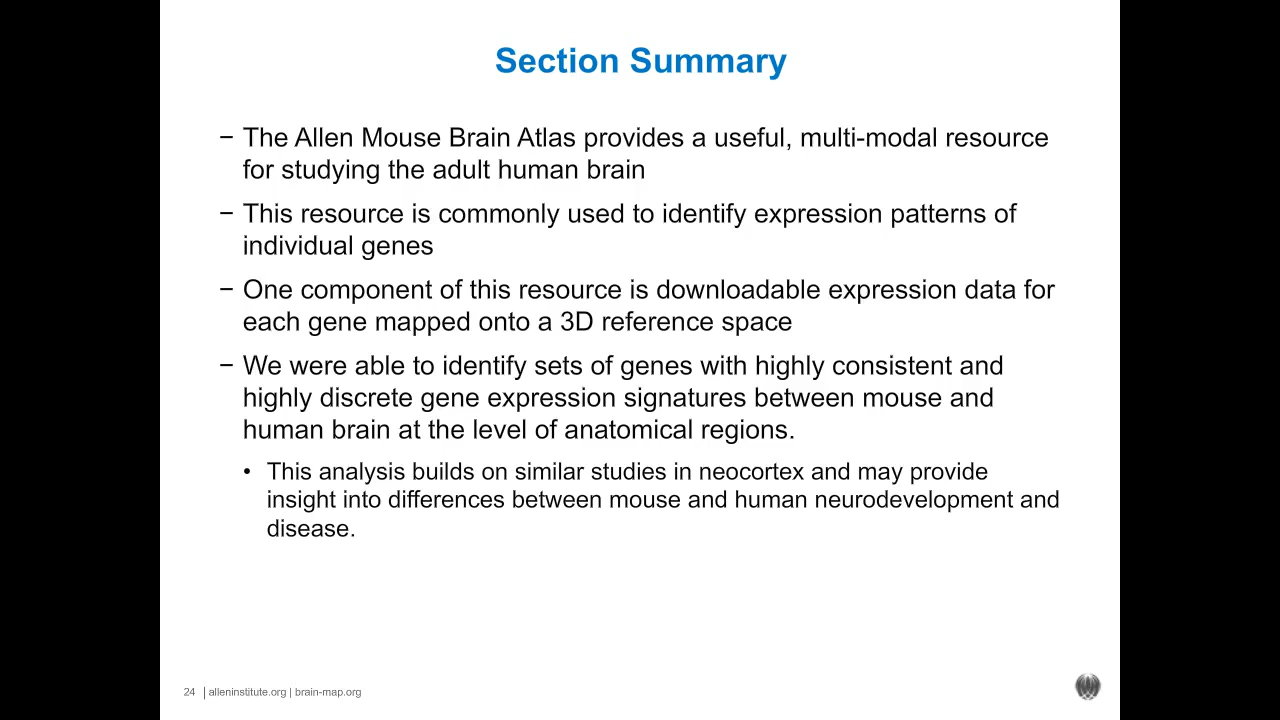 Section Summary
− The Allen Mouse Brain Atlas provides a useful, multi-modal resource
for studying the adult human brain
− This resource is commonly used to identify expression patterns of
individual genes
− One component of this resource is downloadable expression data for
each gene mapped onto a 3D reference space
− We were able to identify sets of genes with highly consistent and
highly discrete gene expression signatures between mouse and
human brain at the level of anatomical regions.
• This analysis builds on similar studies in neocortex and may provide
insight into differences between mouse and human neurodevelopment and
disease.
24 | alleninstitute.org | brain-map.org